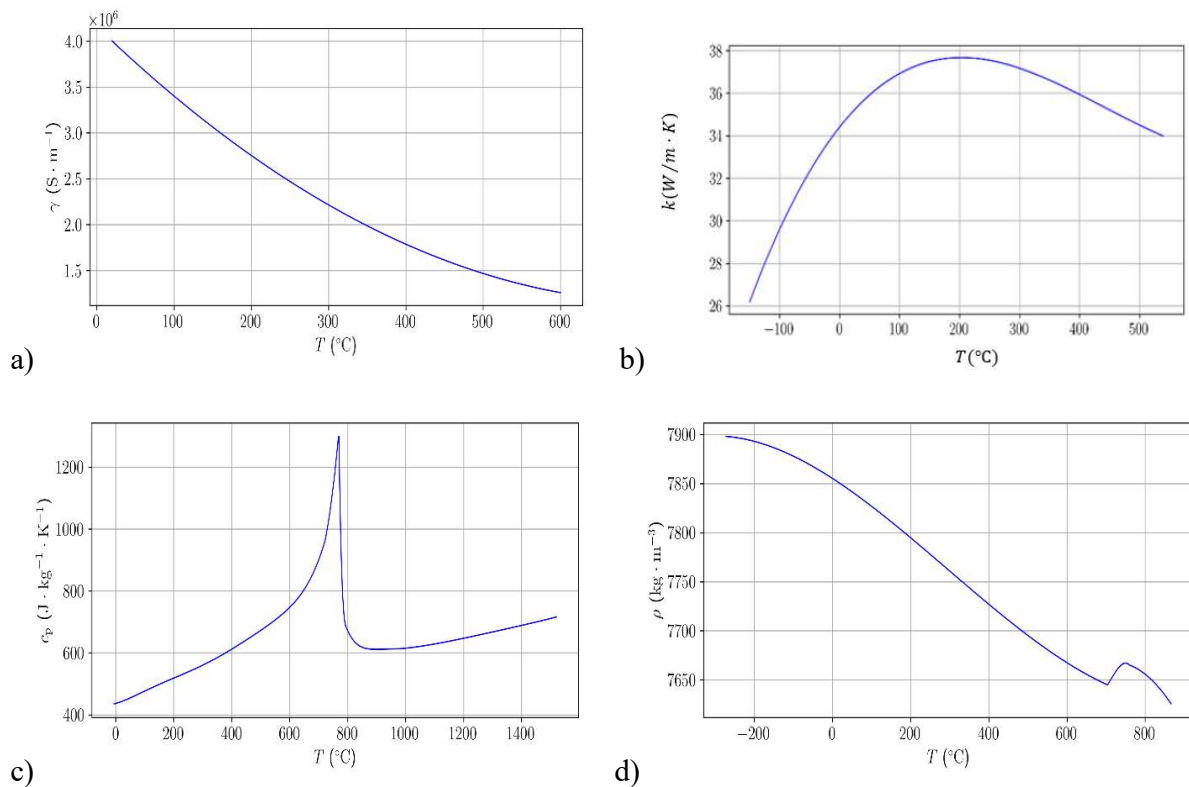 ×10⁶
4.0
3.5
3.0
2.5
2.0
1.5
γ (S · m⁻¹)
0 100 200 300 400 500 600
T (°C)
a)
38
36
34
32
30
28
26
k(W/m · K)
−100 0 100 200 300 400 500
T(°C)
b)
1200
1000
800
600
400
cₚ (J · kg⁻¹ · K⁻¹)
0 200 400 600 800 1000 1200 1400
T (°C)
c)
7900
7850
7800
7750
7700
7650
ρ (kg · m⁻³)
−200 0 200 400 600 800
T (°C)
d)